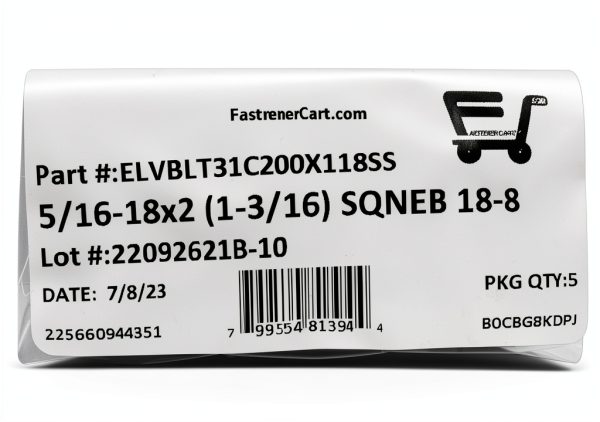 FastrenerCart.com
FASTENERCART
Part #:ELVBLT31C200X118SS
5/16-18x2 (1-3/16) SQNEB 18-8
Lot #:22092621B-10
DATE: 7/8/23
PKG QTY:5
225660944351
7 99554 81394 4
B0CBG8KDPJ